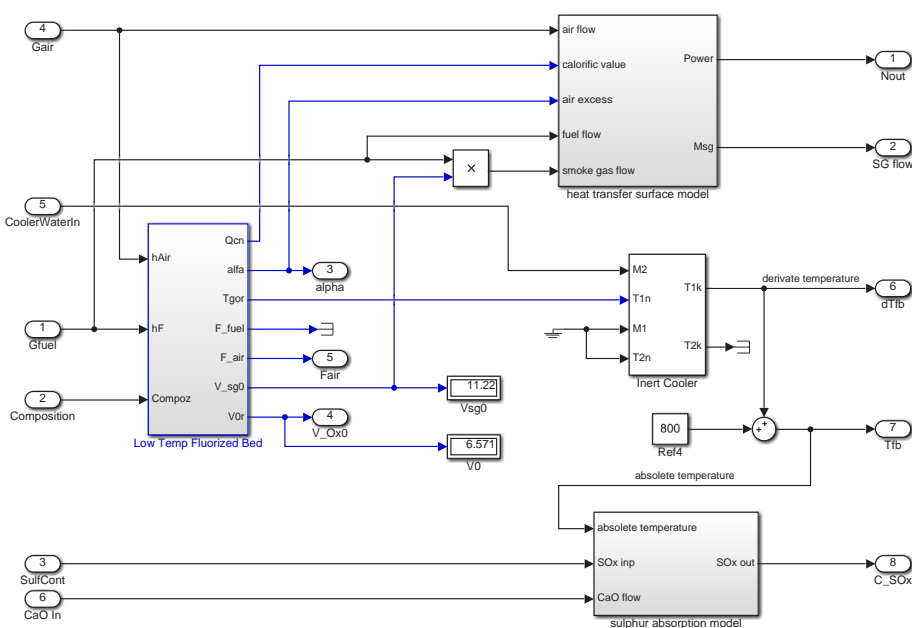 4
Gair
air flow
calorific value
air excess
fuel flow
smoke gas flow
Power
Msg
heat transfer surface model
1
Nout
2
SG flow
×
5
CoolerWaterIn
1
Gfuel
2
Composition
hAir
hF
Compoz
Qcn
alfa
Tgor
F_fuel
F_air
V_sg0
V0r
Low Temp Fluorized Bed
3
alpha
5
Fair
4
V_Ox0
11.22
Vsg0
6.571
V0
M2
T1n
M1
T2n
T1k
T2k
Inert Cooler
derivate temperature
6
dTfb
800
Ref4
+
+
7
Tfb
absolete temperature
absolete temperature
SOx inp
CaO flow
SOx out
sulphur absorption model
3
SulfCont
6
CaO In
8
C_SOx